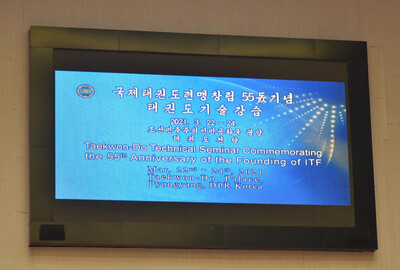 국제태권도련맹창립 55돐기념
태권도기술강습
2021. 3. 22 - 24.
조선민주주의인민공화국 평양
태권도전당
Taekwon-Do Technical Seminar Commemorating
the 55th Anniversary of the Founding of ITF
Mar, 22nd - 24th, 2021
Taekwon-Do Palace,
Pyongyang, DPR Korea